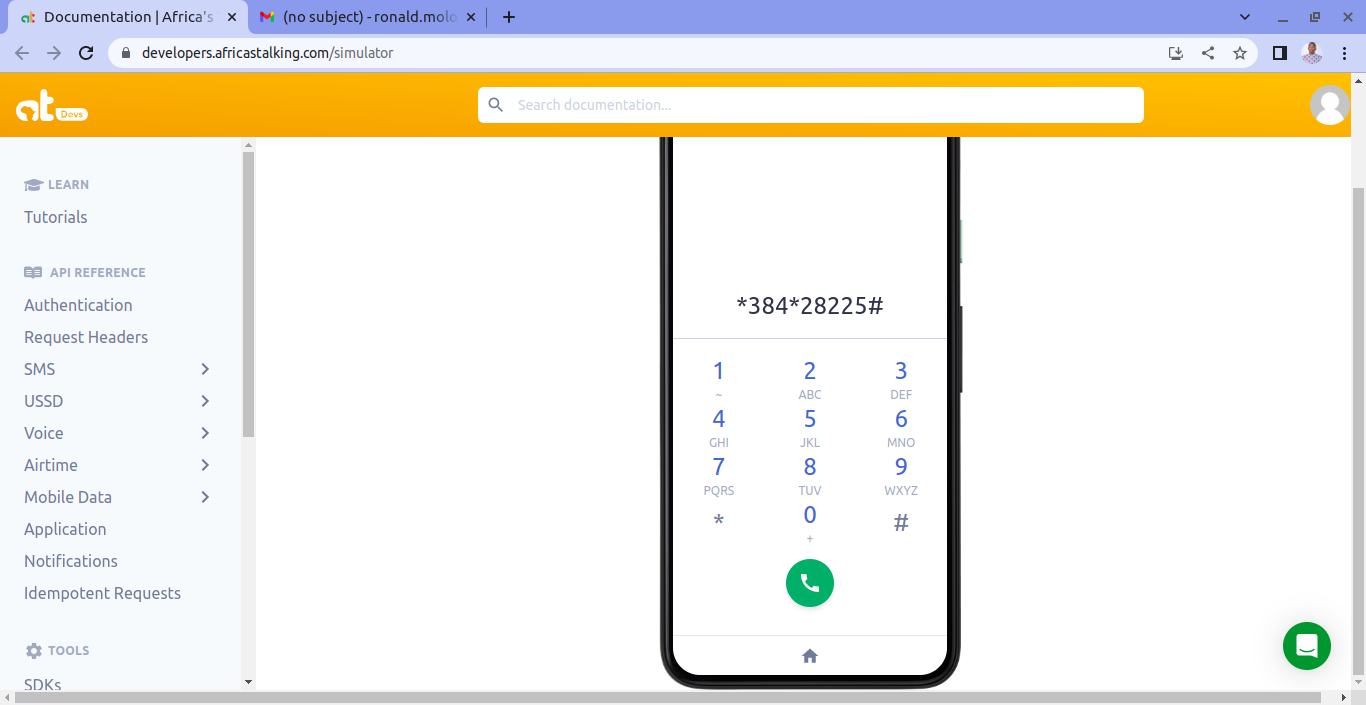 Documentation | Africa's
(no subject) - ronald.molo
developers.africastalking.com/simulator
at Devs
Search documentation...
LEARN
Tutorials
API REFERENCE
Authentication
Request Headers
SMS
USSD
Voice
Airtime
Mobile Data
Application
Notifications
Idempotent Requests
TOOLS
SDKs
*384*28225#
1 2 3
~ ABC DEF
4 5 6
GHI JKL MNO
7 8 9
PQRS TUV WXYZ
* 0 #
+